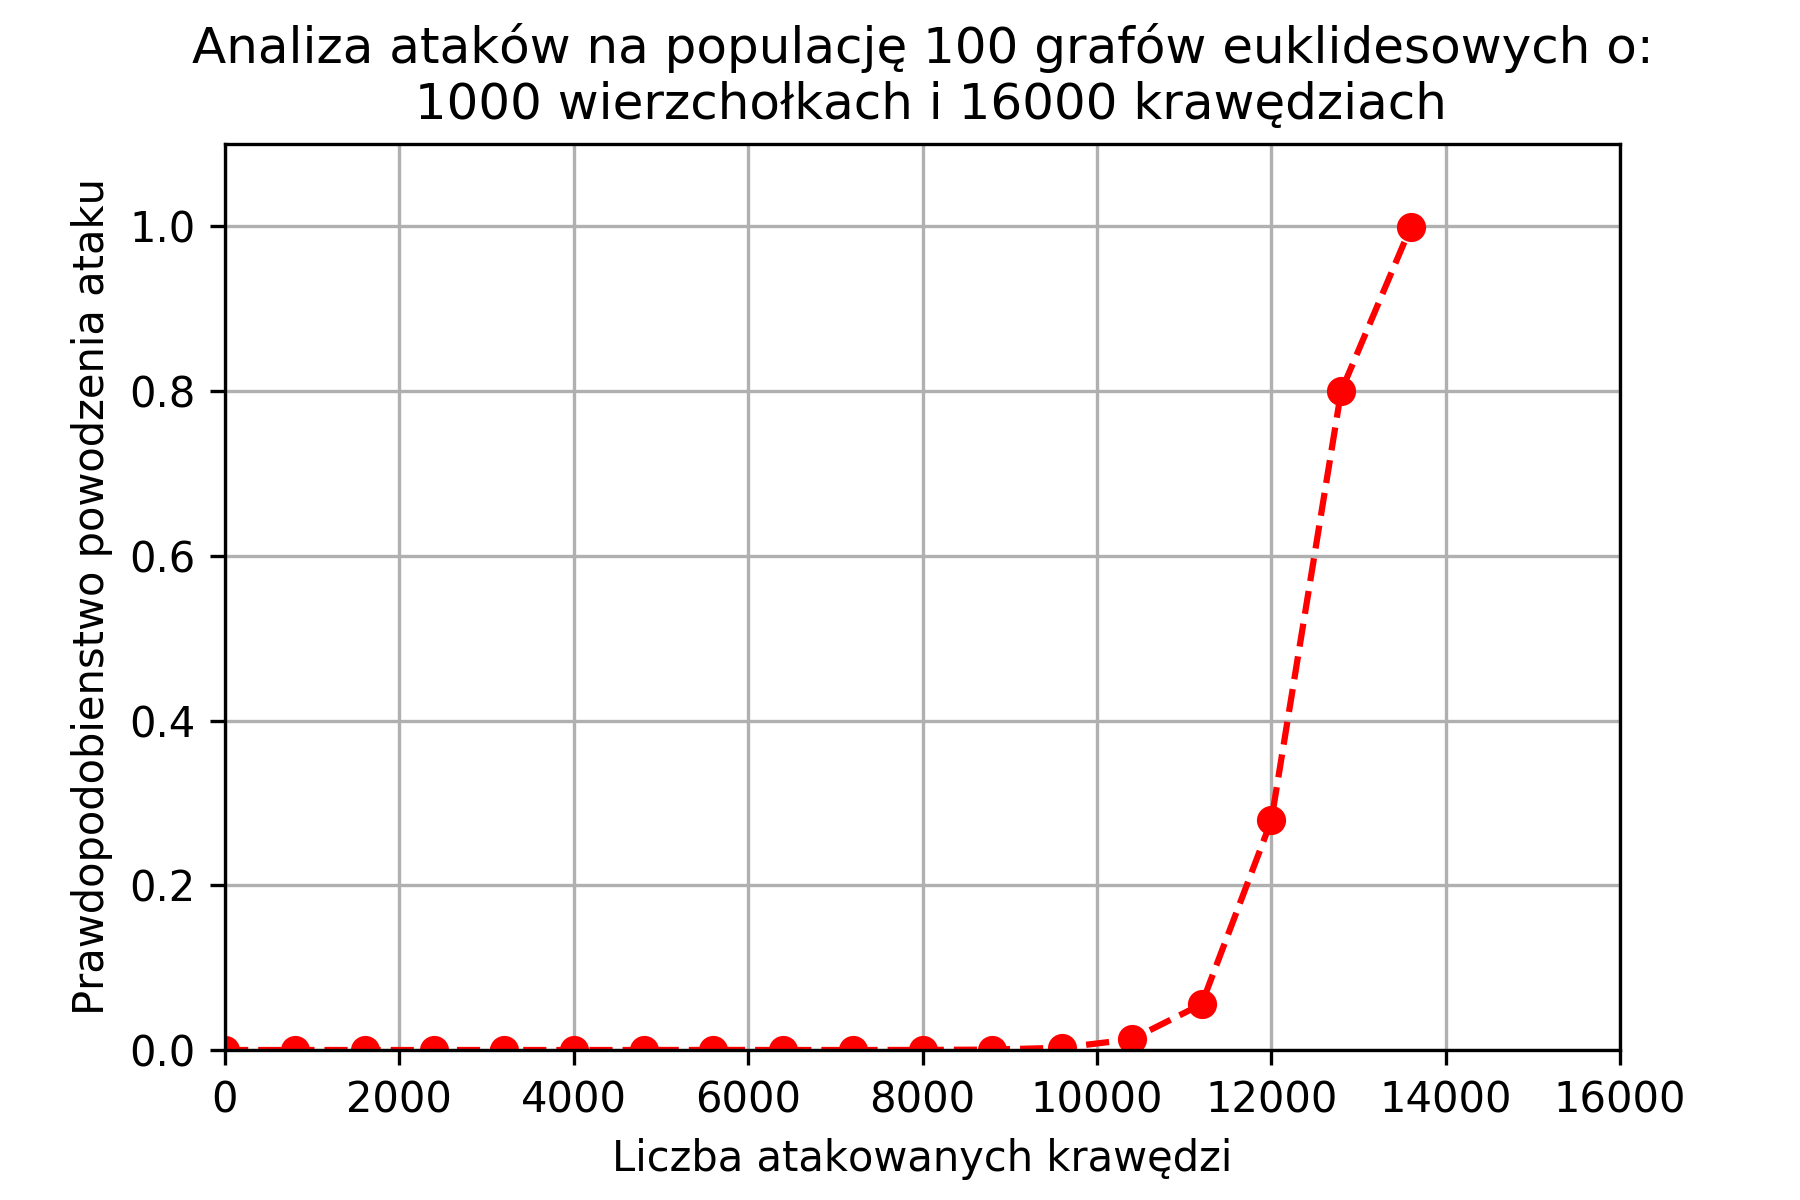 Analiza ataków na populację 100 grafów euklidesowych o:
1000 wierzchołkach i 16000 krawędziach
Prawdopodobienstwo powodzenia ataku
1.0
0.8
0.6
0.4
0.2
0.0
0 2000 4000 6000 8000 10000 12000 14000 16000
Liczba atakowanych krawędzi